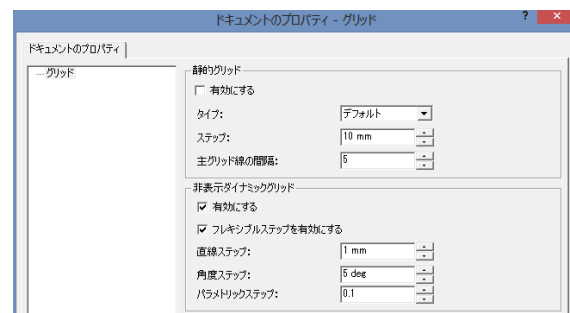 ドキュメントのプロパティ - グリッド ? ×
ドキュメントのプロパティ
グリッド
静的グリッド
有効にする
タイプ: デフォルト
ステップ: 10 mm
主グリッド線の間隔: 5
非表示ダイナミックグリッド
有効にする
フレキシブルステップを有効にする
直線ステップ: 1 mm
角度ステップ: 5 deg
パラメトリックステップ: 0.1